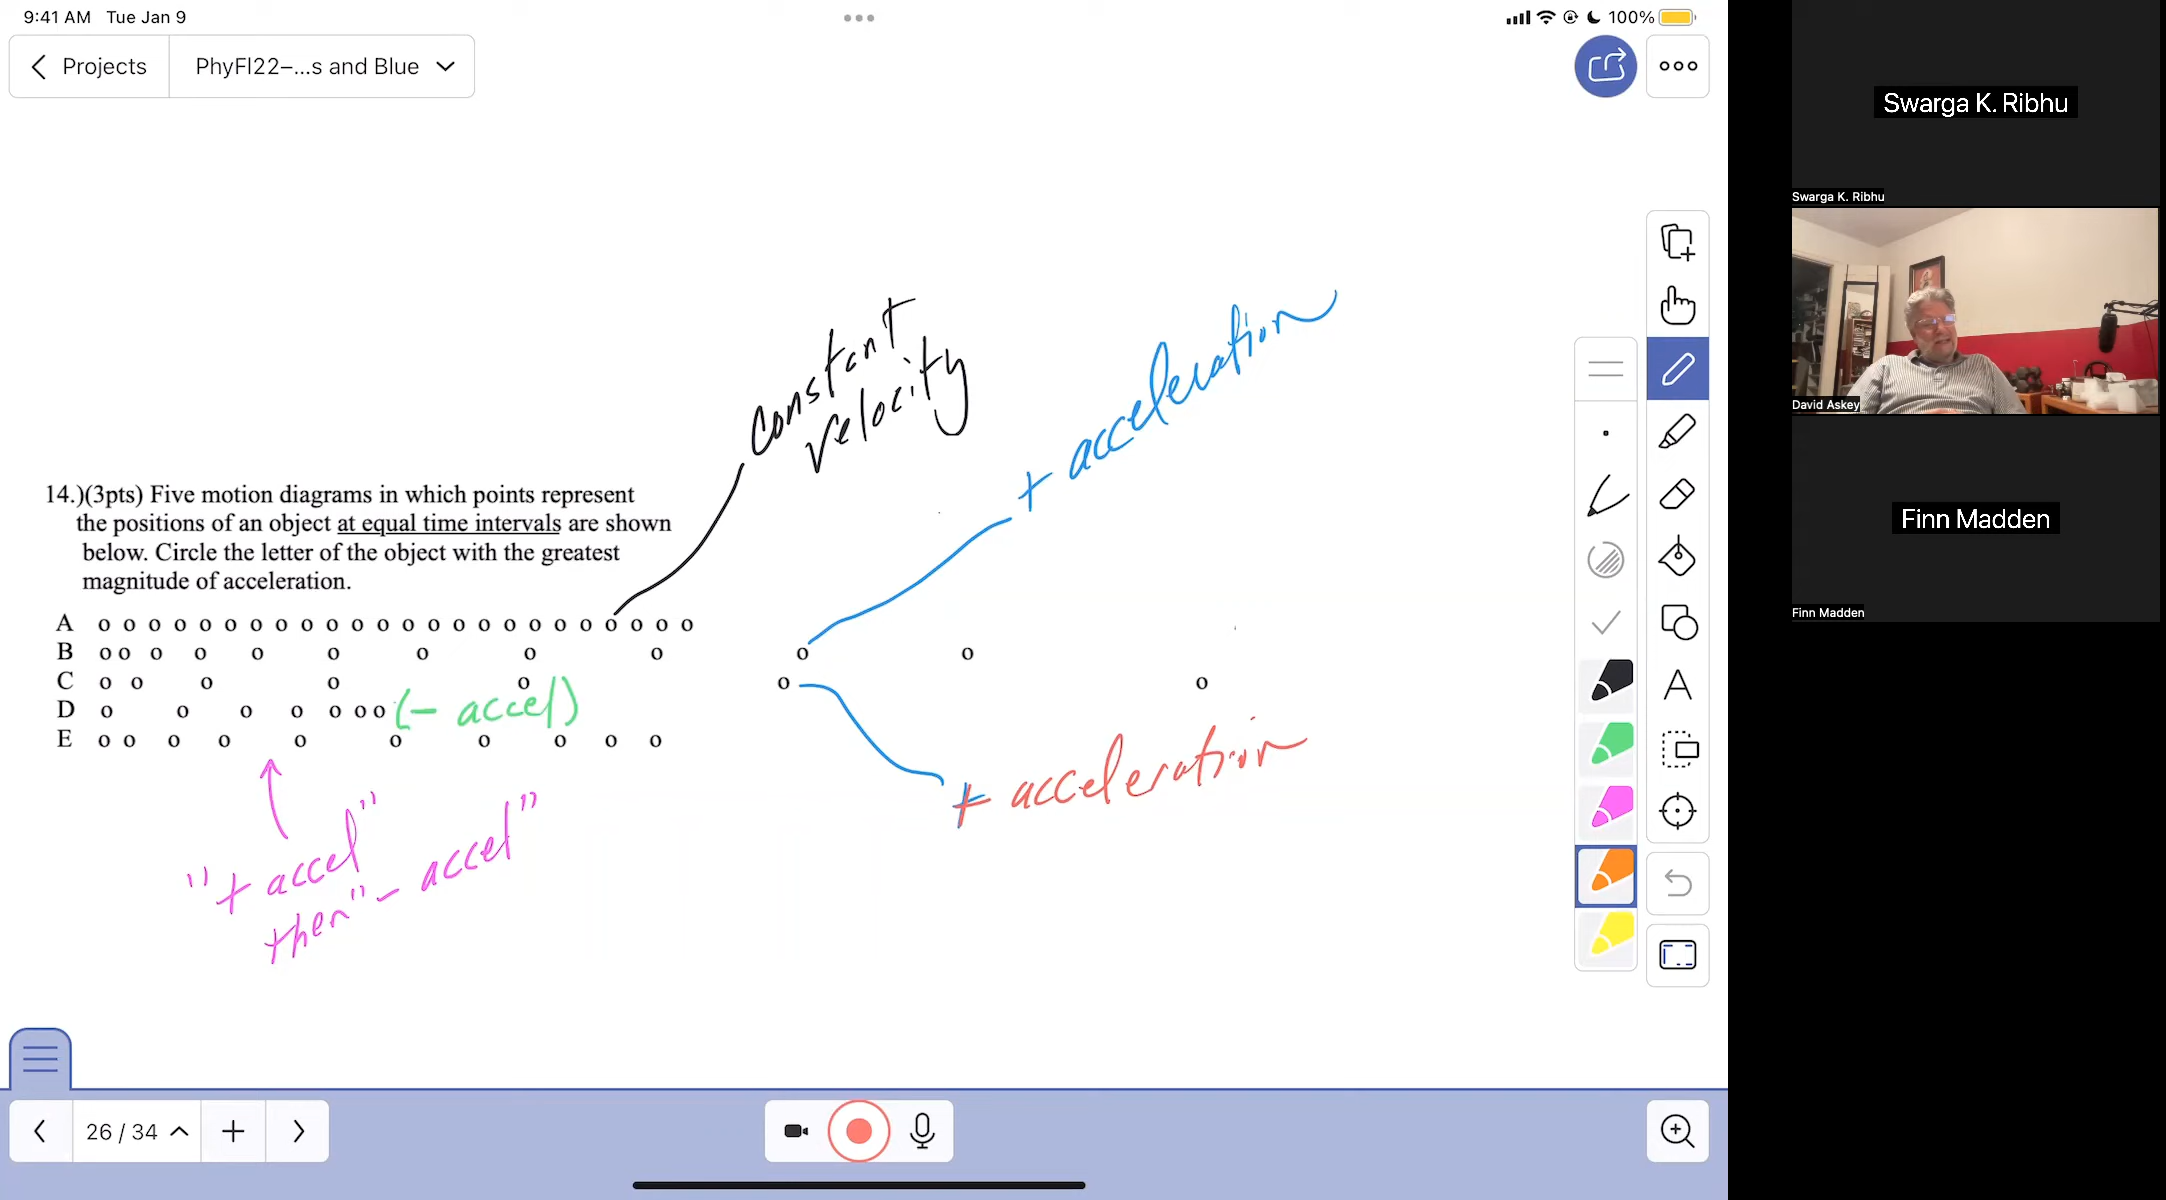 9:41 AM Tue Jan 9
100%
Projects
PhyFl22–...s and Blue
Swarga K. Ribhu
Swarga K. Ribhu
David Askey
Finn Madden
Finn Madden
constant
velocity
+ acceleration
14.)(3pts) Five motion diagrams in which points represent
the positions of an object at equal time intervals are shown
below. Circle the letter of the object with the greatest
magnitude of acceleration.
A o o o o o o o o o o o o o o o o o o o o o o o o
B o o o o o o o o o o o
C o o o o o o o
D o o o o o o o (- accel)
E o o o o o o o o o o
+ acceleration
"+ accel"
then "- accel"
A
26 / 34